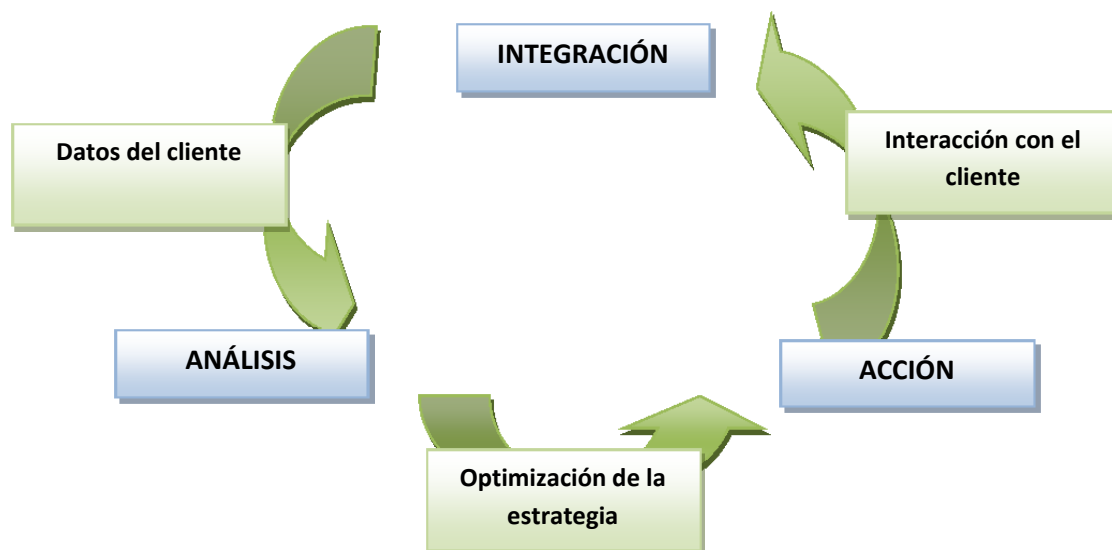 INTEGRACIÓN
Datos del cliente
Interacción con el
cliente
ANÁLISIS
ACCIÓN
Optimización de la
estrategia